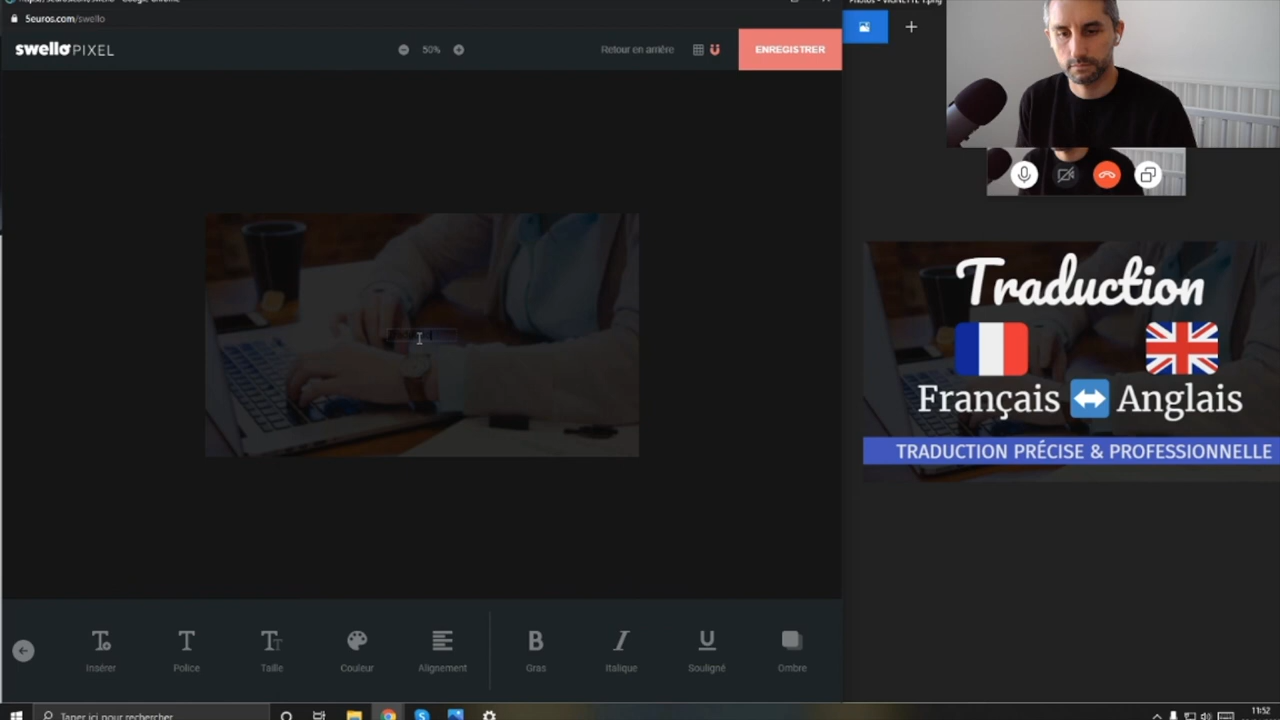 5euros.com/swello
swello PIXEL
50%
Retour en arrière
ENREGISTRER
Traduction
Français ↔ Anglais
TRADUCTION PRÉCISE & PROFESSIONNELLE
Insérer
Police
Taille
Couleur
Alignement
Gras
Italique
Souligné
Ombre
Taper ici pour rechercher
11:52